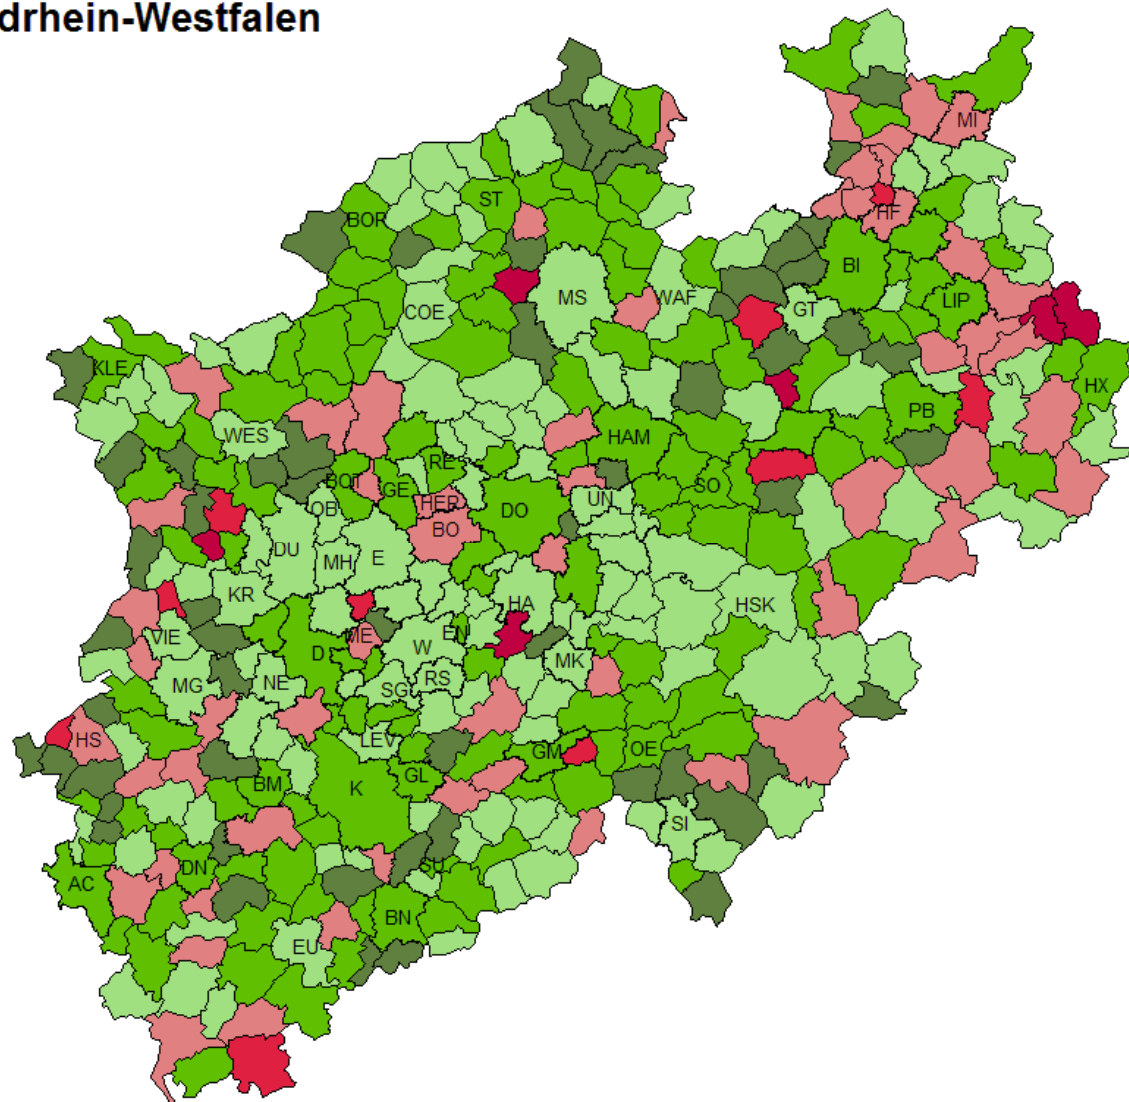 drhein-Westfalen
MI
HF
ST
BOR
BI
MS
WAF
LIP
GT
COE
KLE
HX
PB
WES
HAM
RE
BOT
GE
SO
HER
UN
OB
DO
BO
DU
MH
E
KR
HA
HSK
VIE
ME
EN
D
W
MK
MG
NE
SG
RS
HS
LEV
GM
OE
GL
BM
K
SI
SU
DN
AC
BN
EU